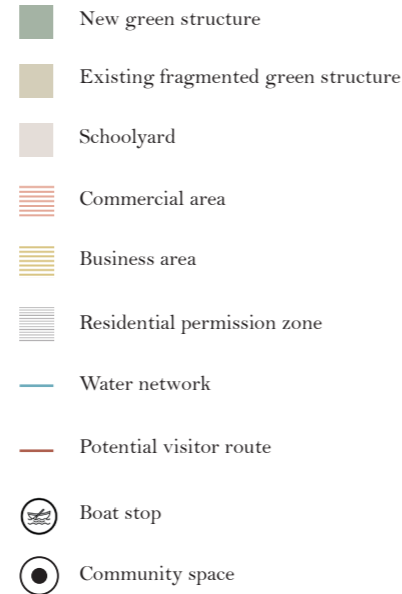 New green structure
Existing fragmented green structure
Schoolyard
Commercial area
Business area
Residential permission zone
Water network
Potential visitor route
Boat stop
Community space